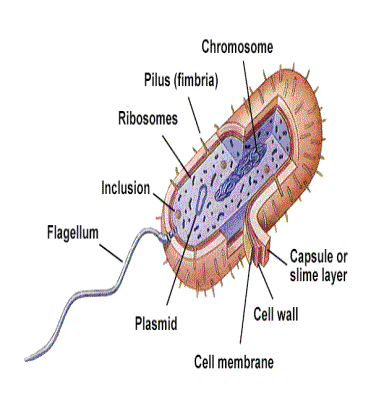 Chromosome
Pilus (fimbria)
Ribosomes
Inclusion
Flagellum
Capsule or
slime layer
Cell wall
Plasmid
Cell membrane